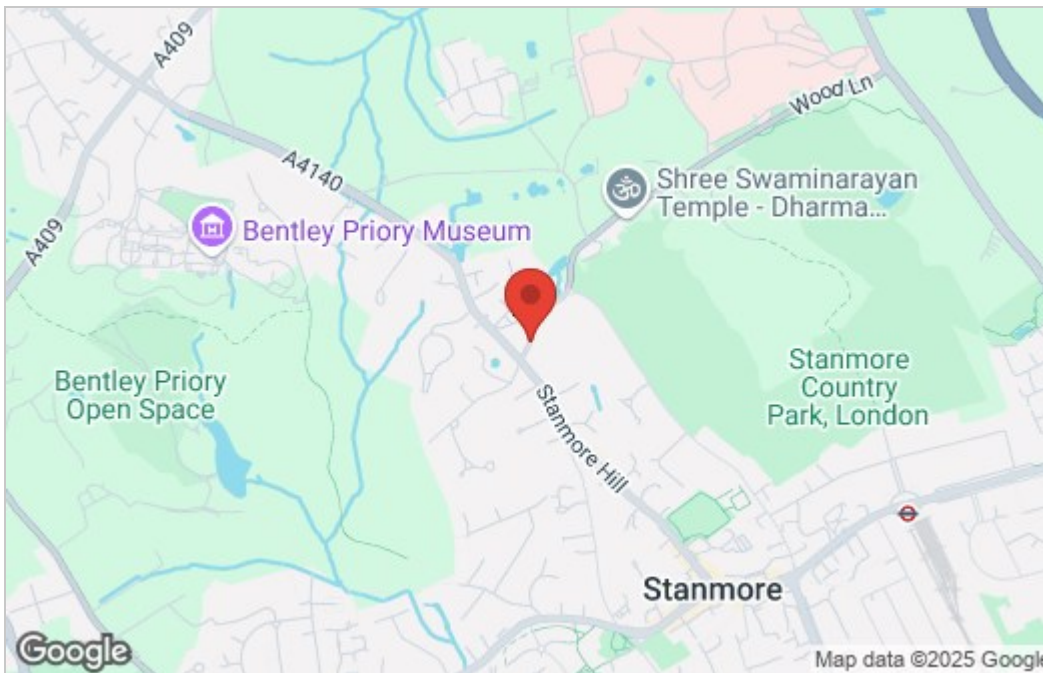 A409
A4140
Wood Ln
Shree Swaminarayan
Temple - Dharma...
Bentley Priory Museum
A409
Bentley Priory
Open Space
Stanmore
Country
Park, London
Stanmore Hill
Stanmore
Google
Map data ©2025 Google